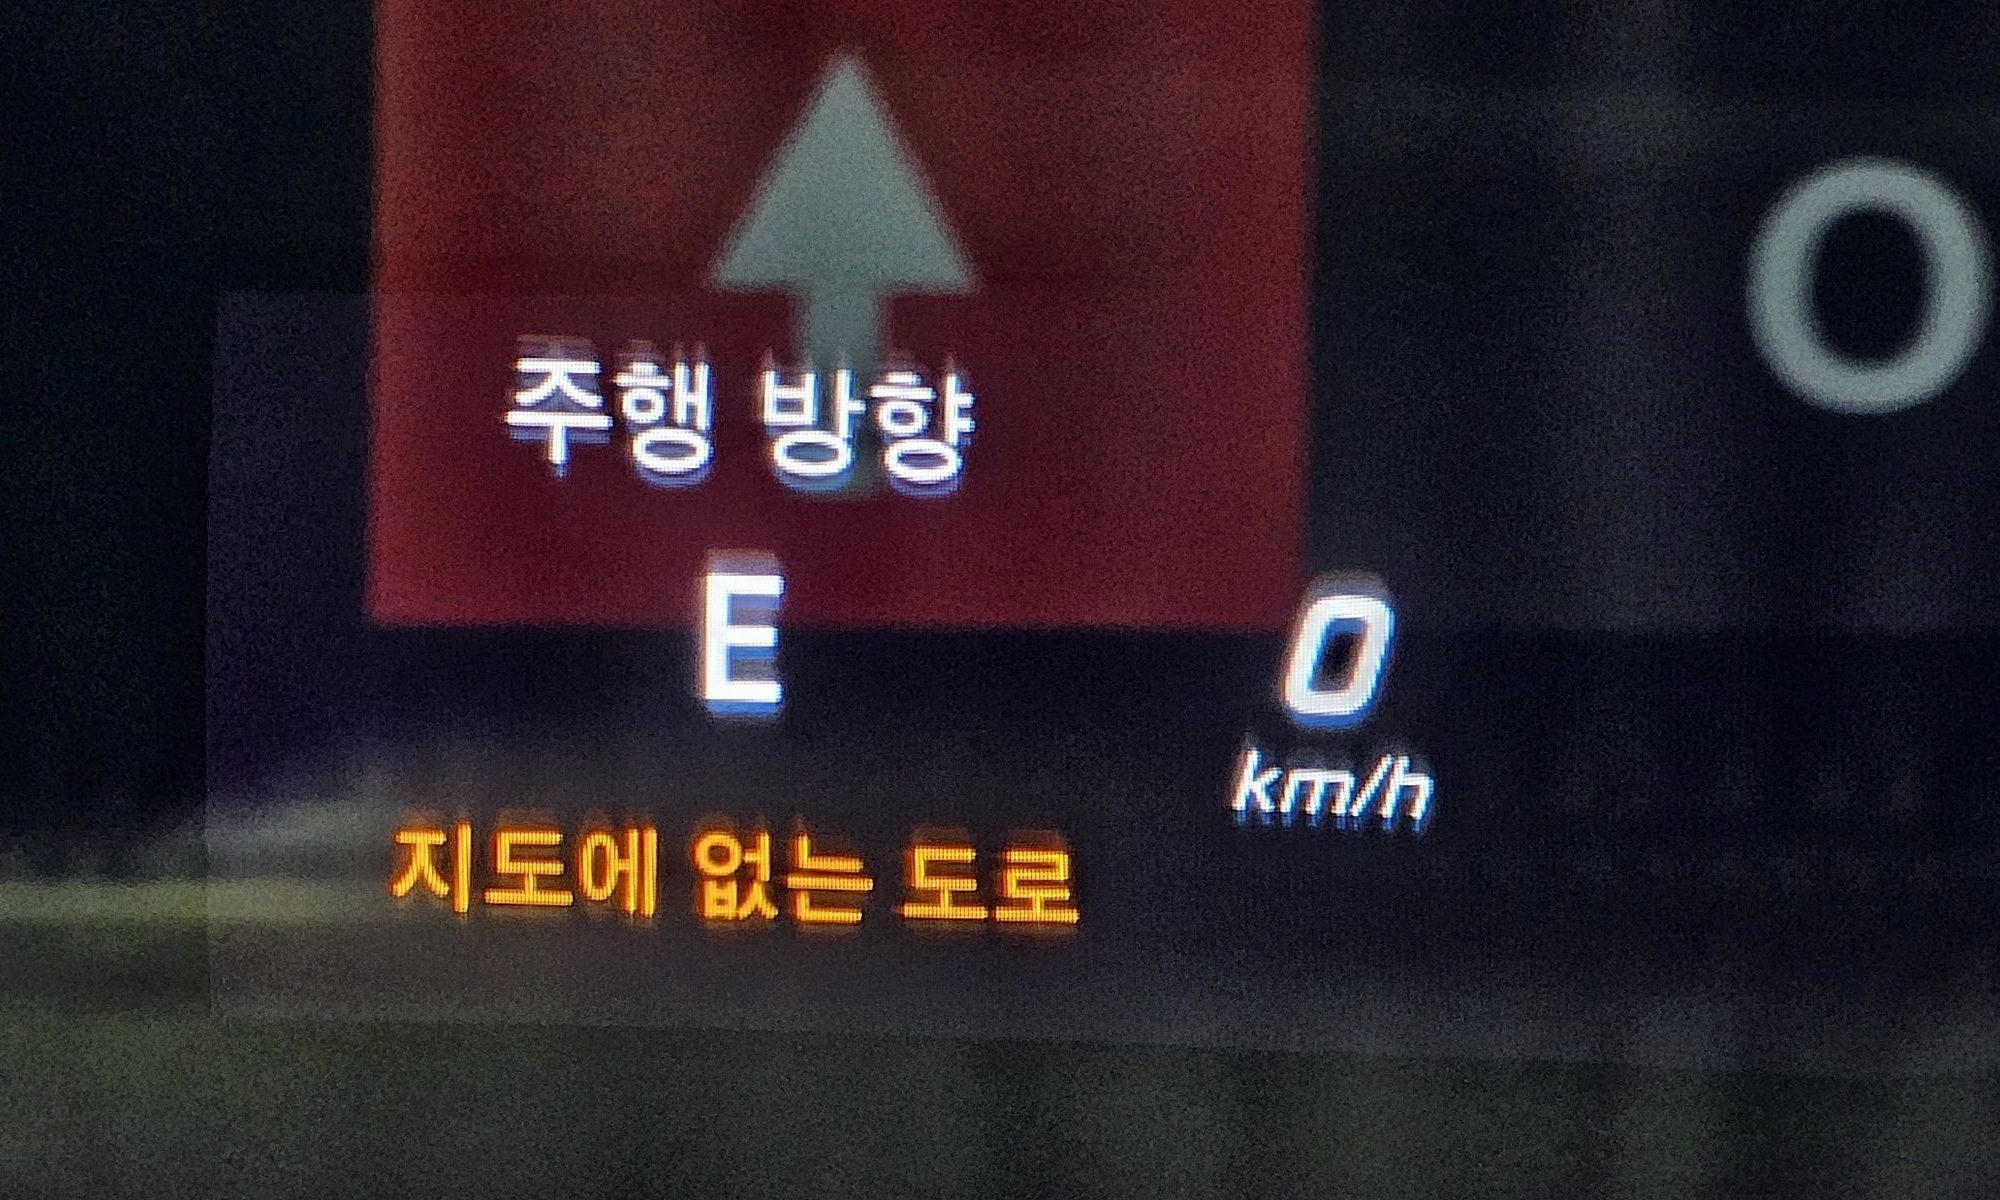 O
주행 방향
E
0
km/h
지도에 없는 도로